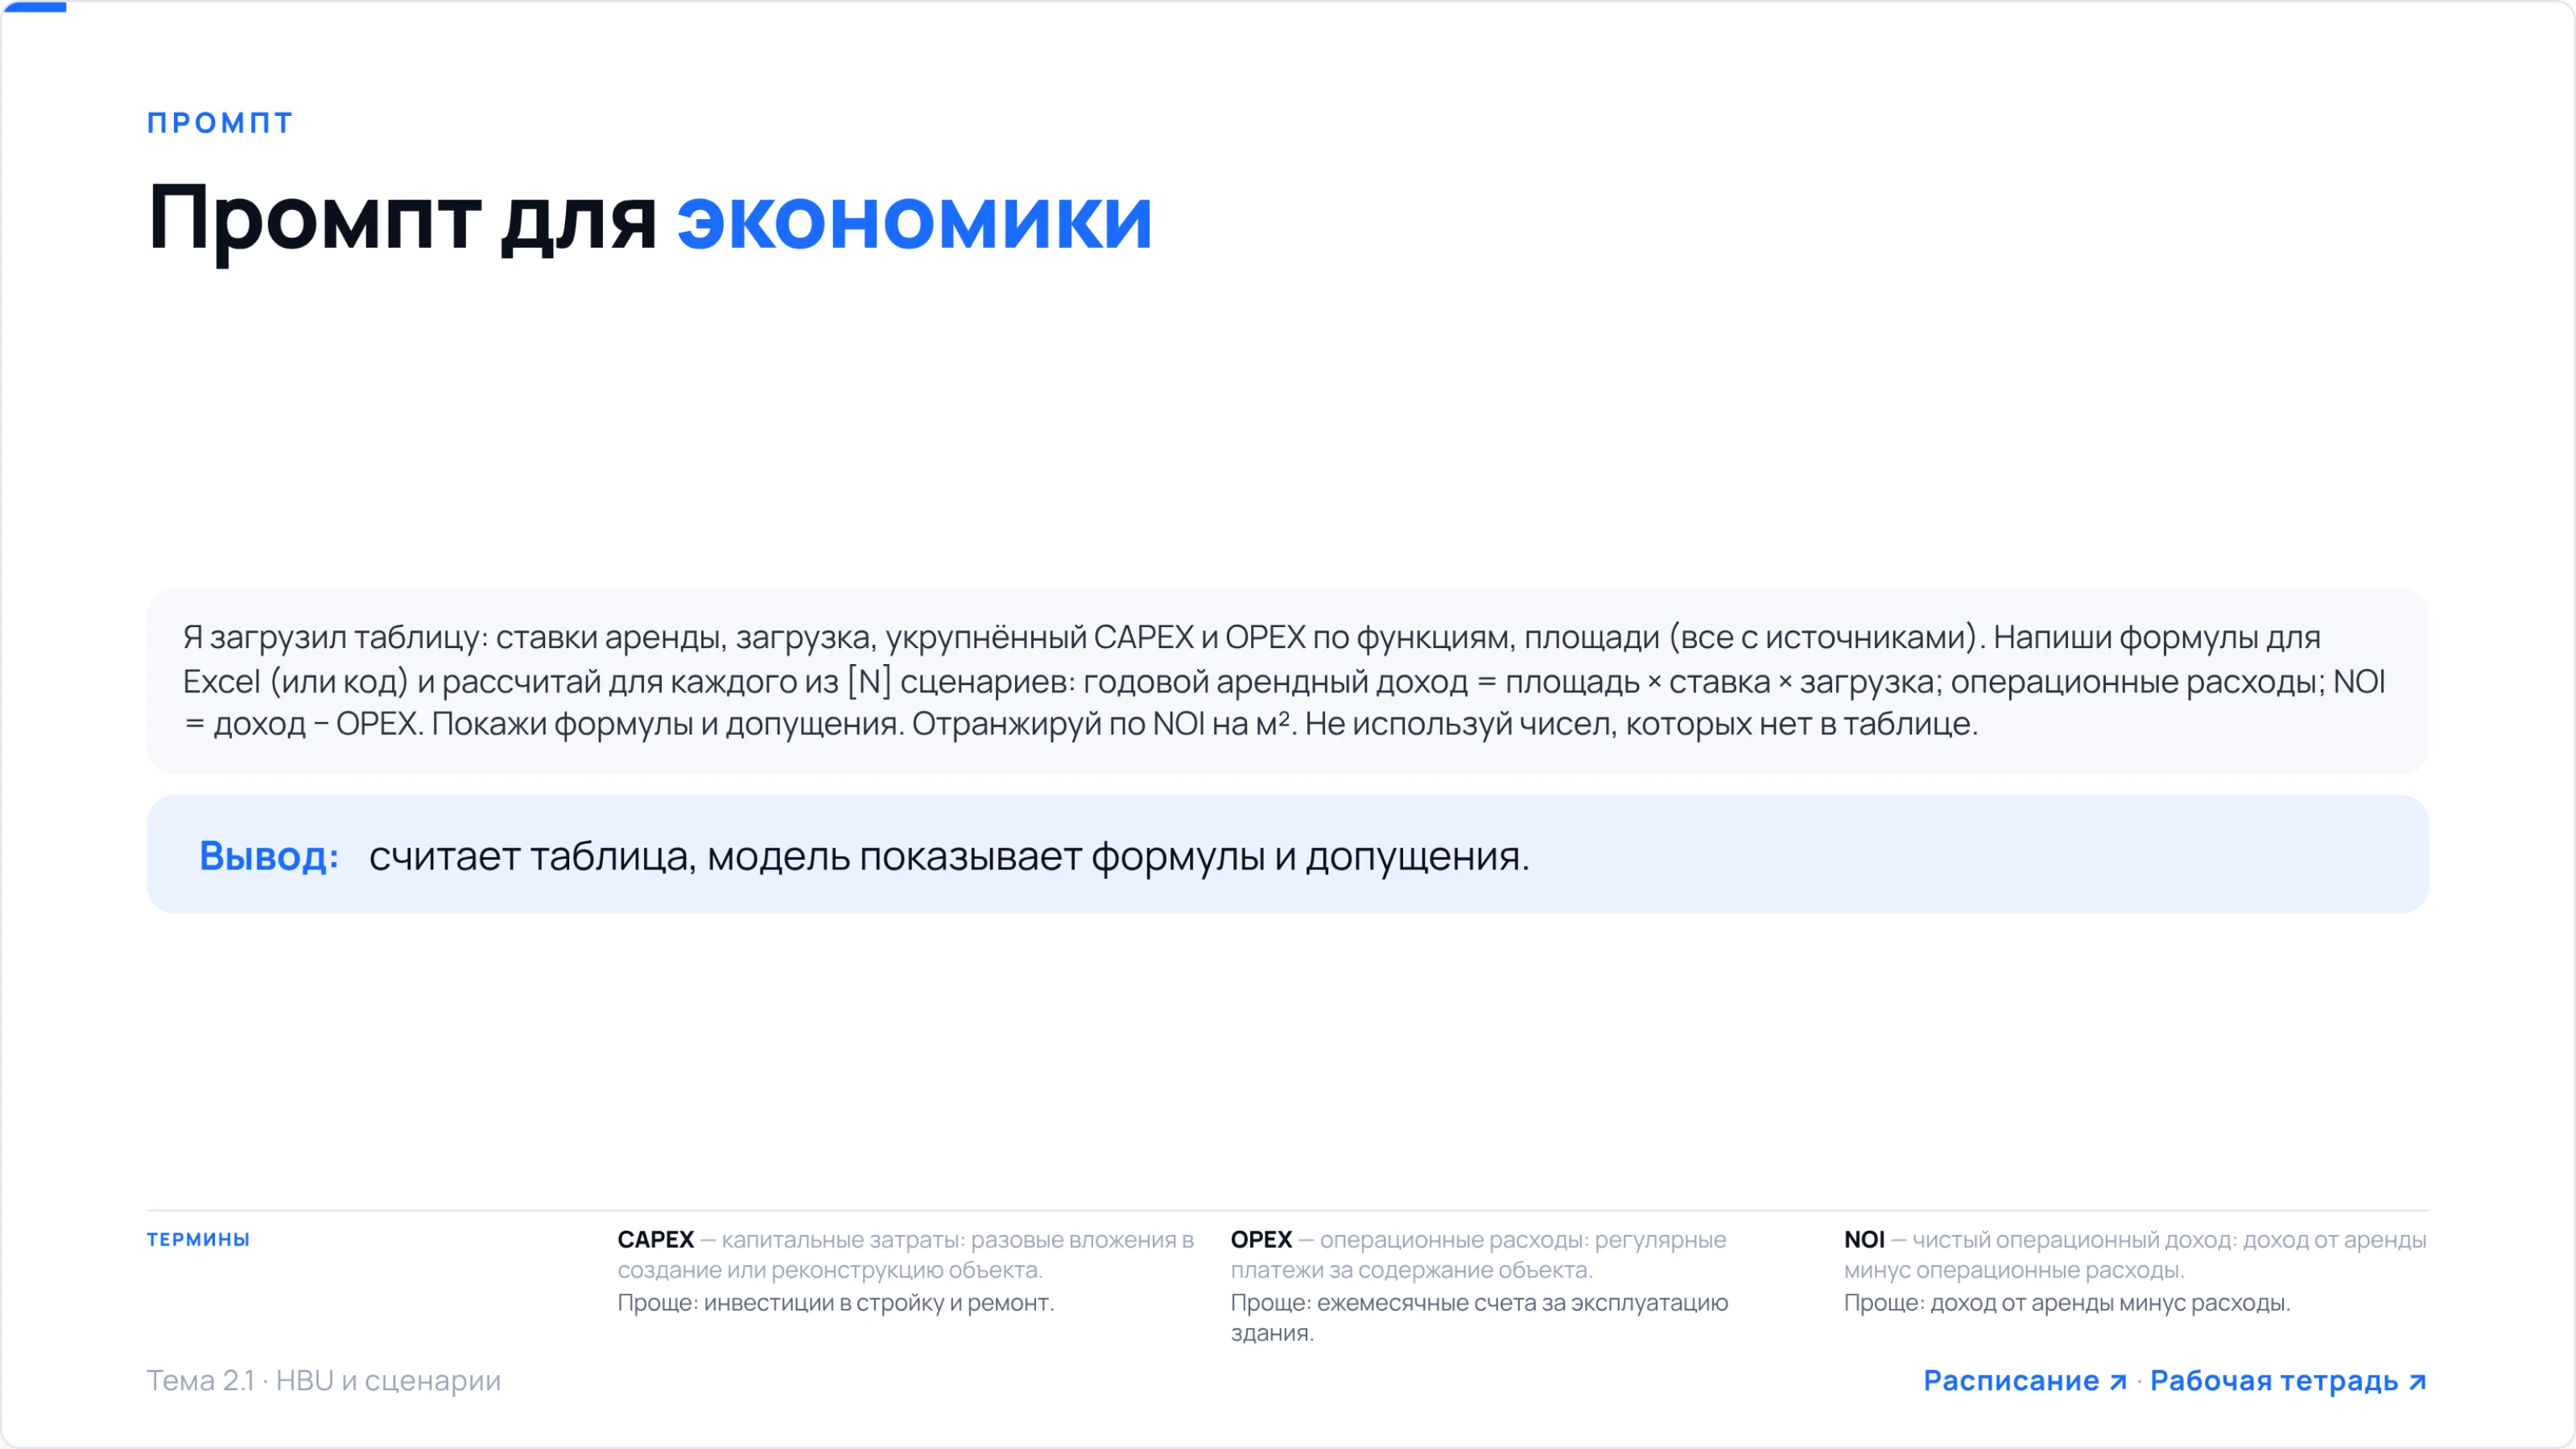 ПРОМПТ
Промпт для экономики
Я загрузил таблицу: ставки аренды, загрузка, укрупнённый CAPEX и OPEX по функциям, площади (все с источниками). Напиши формулы для
Excel (или код) и рассчитай для каждого из [N] сценариев: годовой арендный доход = площадь × ставка × загрузка; операционные расходы; NOI
= доход − OPEX. Покажи формулы и допущения. Отранжируй по NOI на м². Не используй чисел, которых нет в таблице.
Вывод: считает таблица, модель показывает формулы и допущения.
ТЕРМИНЫ
CAPEX — капитальные затраты: разовые вложения в
создание или реконструкцию объекта.
Проще: инвестиции в стройку и ремонт.
OPEX — операционные расходы: регулярные
платежи за содержание объекта.
Проще: ежемесячные счета за эксплуатацию
здания.
NOI — чистый операционный доход: доход от аренды
минус операционные расходы.
Проще: доход от аренды минус расходы.
Тема 2.1 · HBU и сценарии
Расписание ↗ · Рабочая тетрадь ↗